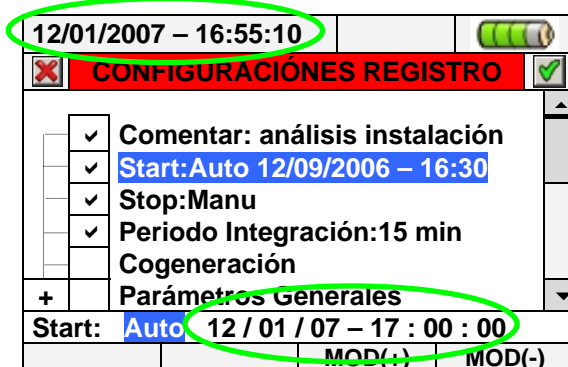 12/01/2007 – 16:55:10
CONFIGURACIÓNES REGISTRO
Comentar: análisis instalación
Start:Auto 12/09/2006 – 16:30
Stop:Manu
Periodo Integración:15 min
Cogeneración
+ Parámetros Generales
Start: Auto 12 / 01 / 07 – 17 : 00 : 00
MOD(+) MOD(-)